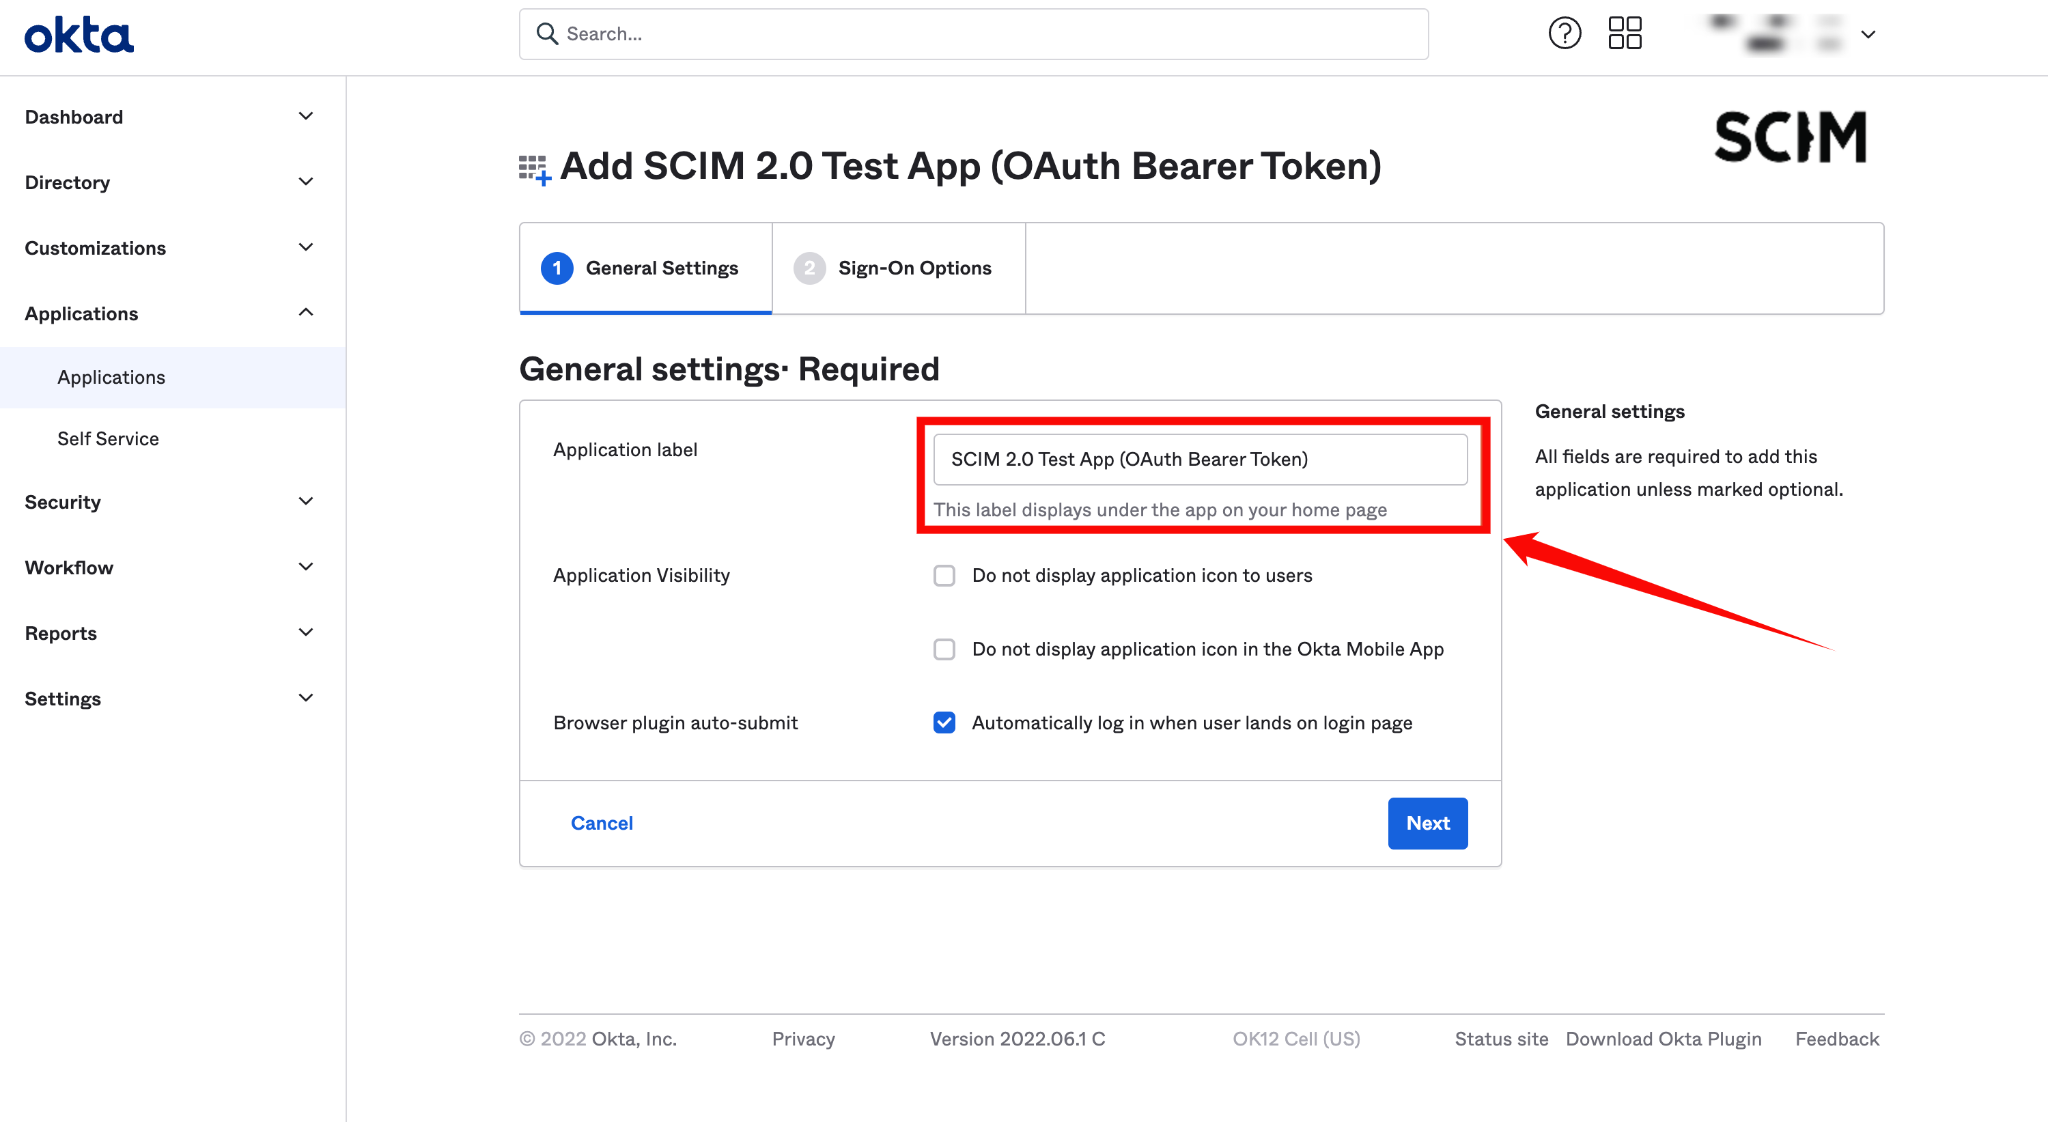 okta
Search...
Dashboard
Directory
Customizations
Applications
Applications
Self Service
Security
Workflow
Reports
Settings
SCIM
Add SCIM 2.0 Test App (OAuth Bearer Token)
1 General Settings
2 Sign-On Options
General settings· Required
Application label
SCIM 2.0 Test App (OAuth Bearer Token)
This label displays under the app on your home page
Application Visibility
Do not display application icon to users
Do not display application icon in the Okta Mobile App
Browser plugin auto-submit
Automatically log in when user lands on login page
Cancel
Next
General settings
All fields are required to add this
application unless marked optional.
© 2022 Okta, Inc. Privacy Version 2022.06.1 C OK12 Cell (US) Status site Download Okta Plugin Feedback